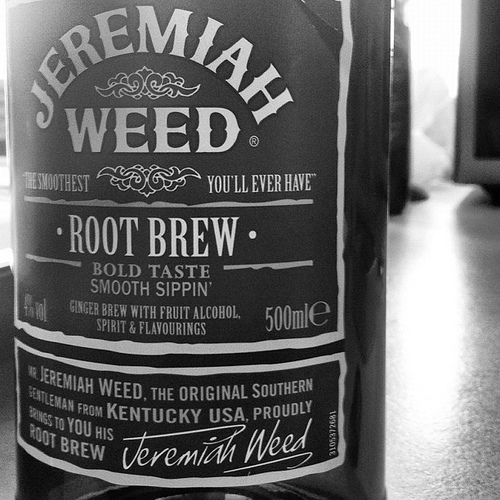 JEREMIAH
WEED®
"THE SMOOTHEST YOU'LL EVER HAVE"
· ROOT BREW ·
BOLD TASTE
SMOOTH SIPPIN'
4% vol GINGER BREW WITH FRUIT ALCOHOL, 500ml℮
SPIRIT & FLAVOURINGS
MR. JEREMIAH WEED, THE ORIGINAL SOUTHERN
GENTLEMAN FROM KENTUCKY USA, PROUDLY
BRINGS TO YOU HIS
ROOT BREW Jeremiah Weed